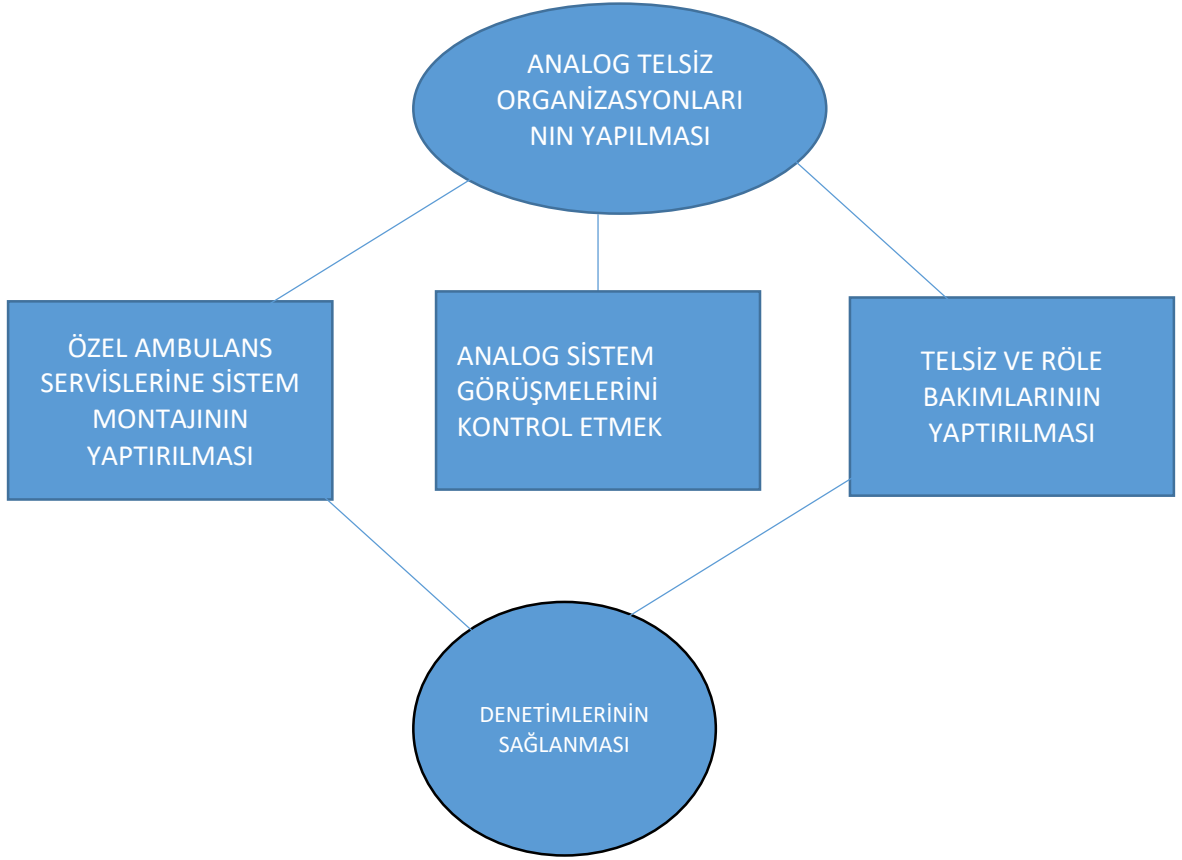 ANALOG TELSİZ
ORGANİZASYONLARI
NIN YAPILMASI
ÖZEL AMBULANS
SERVİSLERİNE SİSTEM
MONTAJININ
YAPTIRILMASI
ANALOG SİSTEM
GÖRÜŞMELERİNİ
KONTROL ETMEK
TELSİZ VE RÖLE
BAKIMLARININ
YAPTIRILMASI
DENETİMLERİNİN
SAĞLANMASI